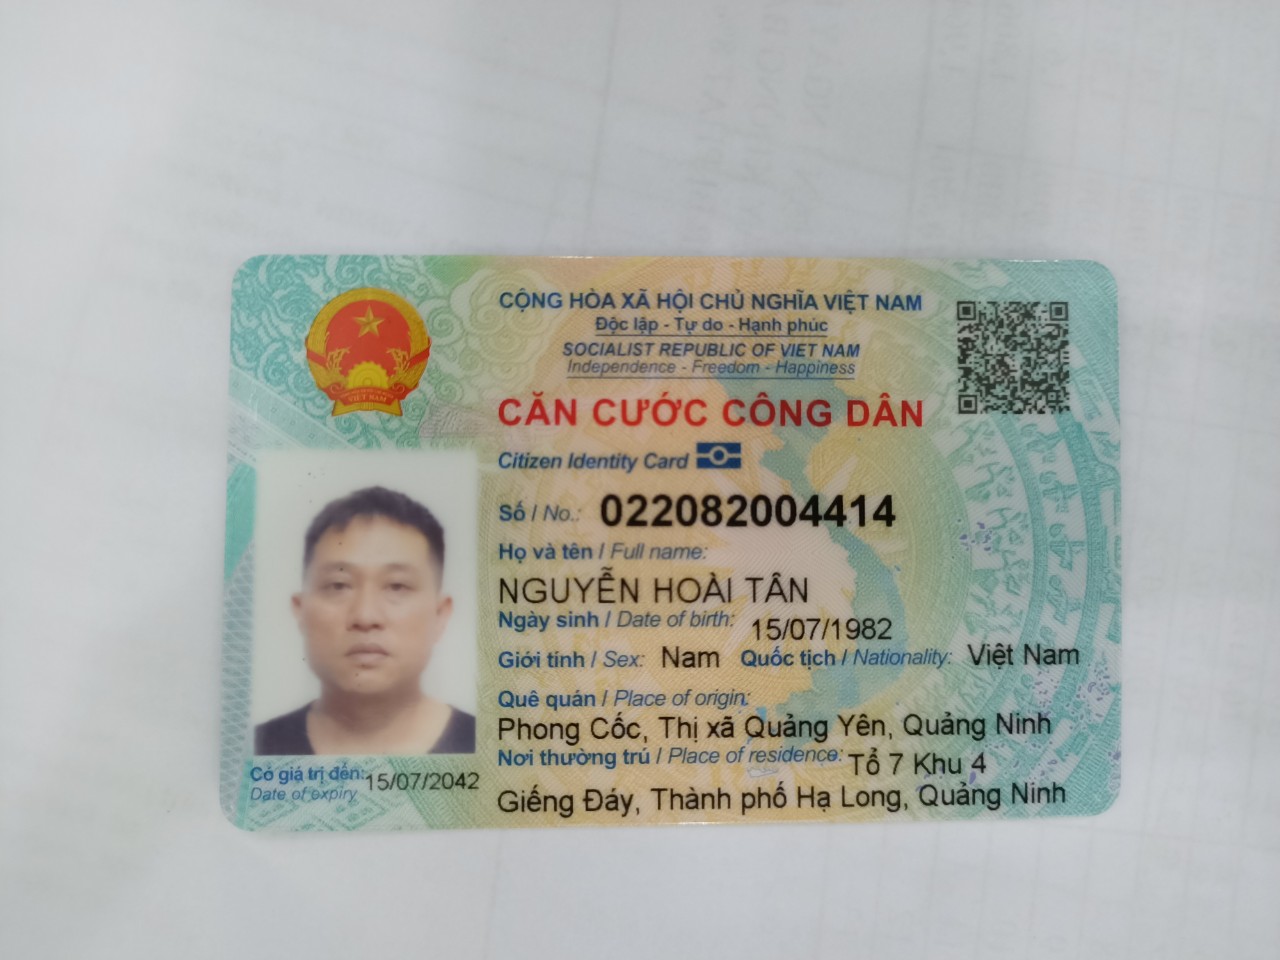 CỘNG HÒA XÃ HỘI CHỦ NGHĨA VIỆT NAM
Độc lập - Tự do - Hạnh phúc
SOCIALIST REPUBLIC OF VIET NAM
Independence - Freedom - Happiness
CĂN CƯỚC CÔNG DÂN
Citizen Identity Card
Số / No.: 022082004414
Họ và tên / Full name:
NGUYỄN HOÀI TÂN
Ngày sinh / Date of birth: 15/07/1982
Giới tính / Sex: Nam Quốc tịch / Nationality: Việt Nam
Quê quán / Place of origin:
Phong Cốc, Thị xã Quảng Yên, Quảng Ninh
Nơi thường trú / Place of residence: Tổ 7 Khu 4
Giếng Đáy, Thành phố Hạ Long, Quảng Ninh
Có giá trị đến: 15/07/2042
Date of expiry
VIỆT NAM